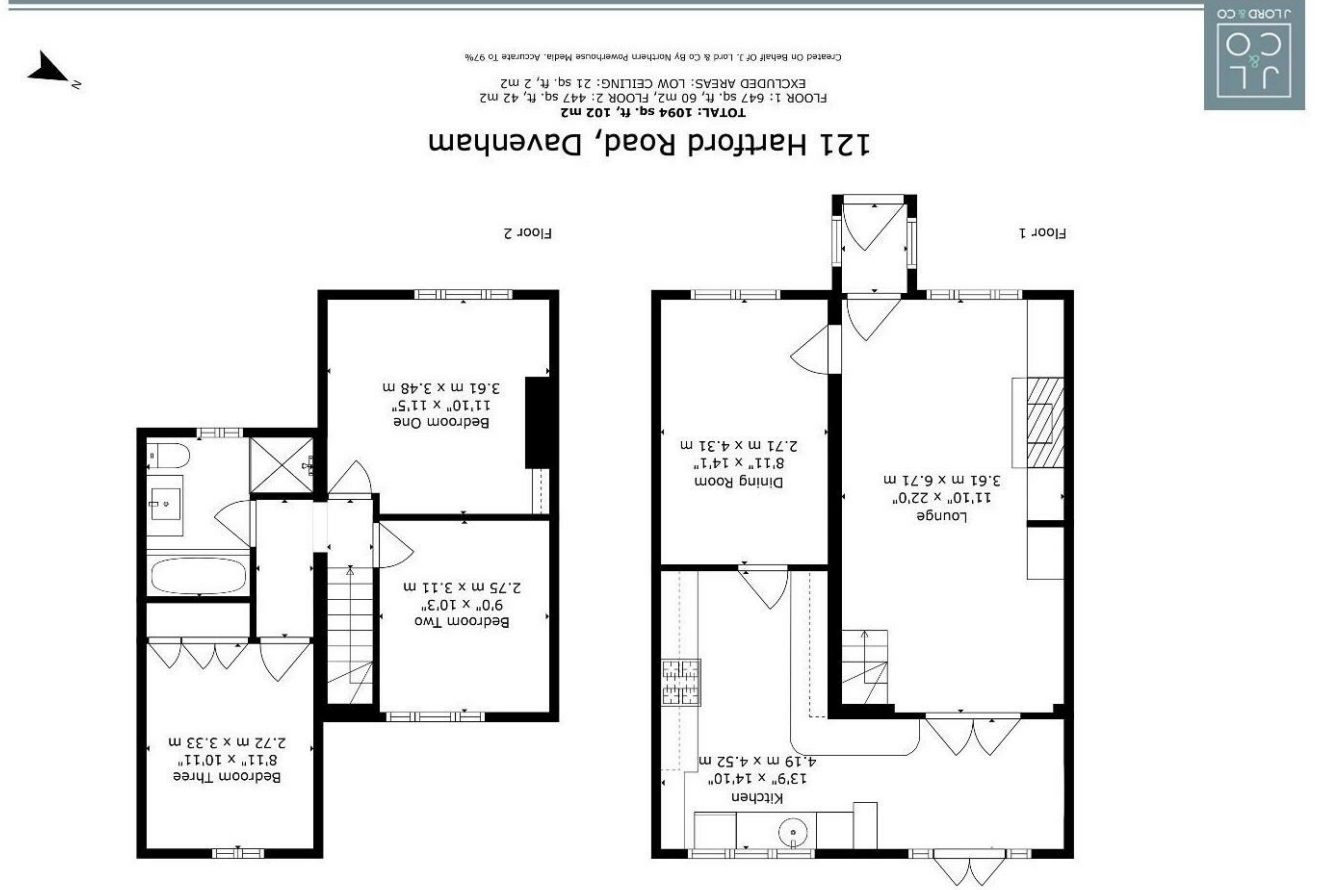 Kitchen
13'9" x 14'10"
4.19 m x 4.52 m
Lounge
11'10" x 22'0"
3.61 m x 6.71 m
Dining Room
8'11" x 14'1"
2.71 m x 4.31 m
Floor 1
Bedroom Three
8'11" x 10'11"
2.72 m x 3.33 m
Bedroom Two
9'0" x 10'3"
2.75 m x 3.11 m
Bedroom One
11'10" x 11'5"
3.61 m x 3.48 m
Floor 2
121 Hartford Road, Davenham
TOTAL: 1094 sq. ft, 102 m2
FLOOR 1: 647 sq. ft, 60 m2, FLOOR 2: 447 sq. ft, 42 m2
EXCLUDED AREAS: LOW CEILING: 21 sq. ft, 2 m2
Created On Behalf Of J. Lord & Co By Northern Powerhouse Media. Accurate To 97%
N
JL
&
CO
J LORD & CO